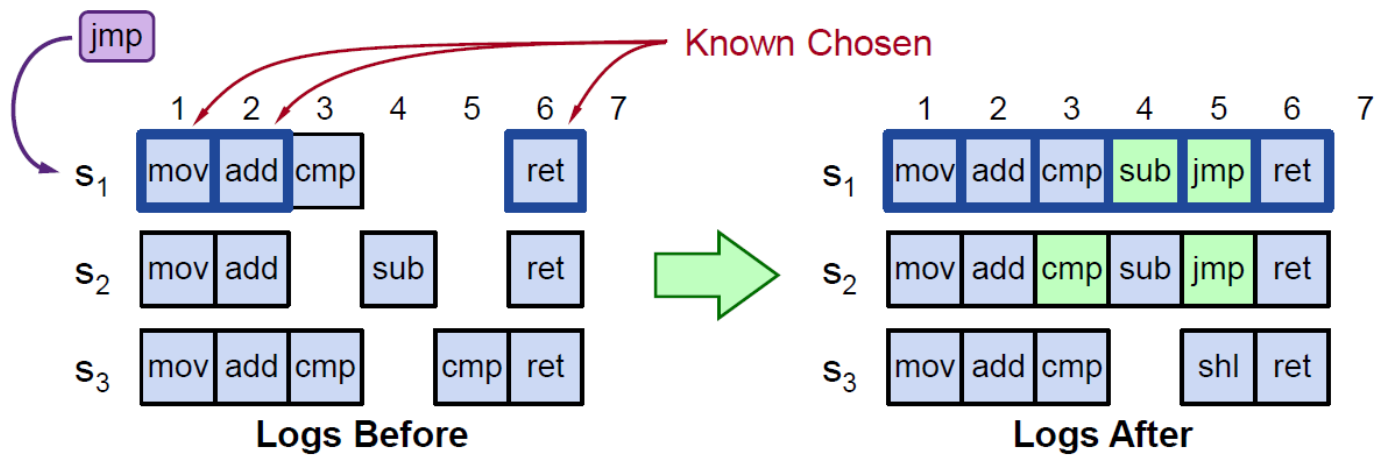 jmp
Known Chosen
1 2 3 4 5 6 7
s1 mov add cmp ret
s2 mov add sub ret
s3 mov add cmp cmp ret
Logs Before
1 2 3 4 5 6 7
s1 mov add cmp sub jmp ret
s2 mov add cmp sub jmp ret
s3 mov add cmp shl ret
Logs After